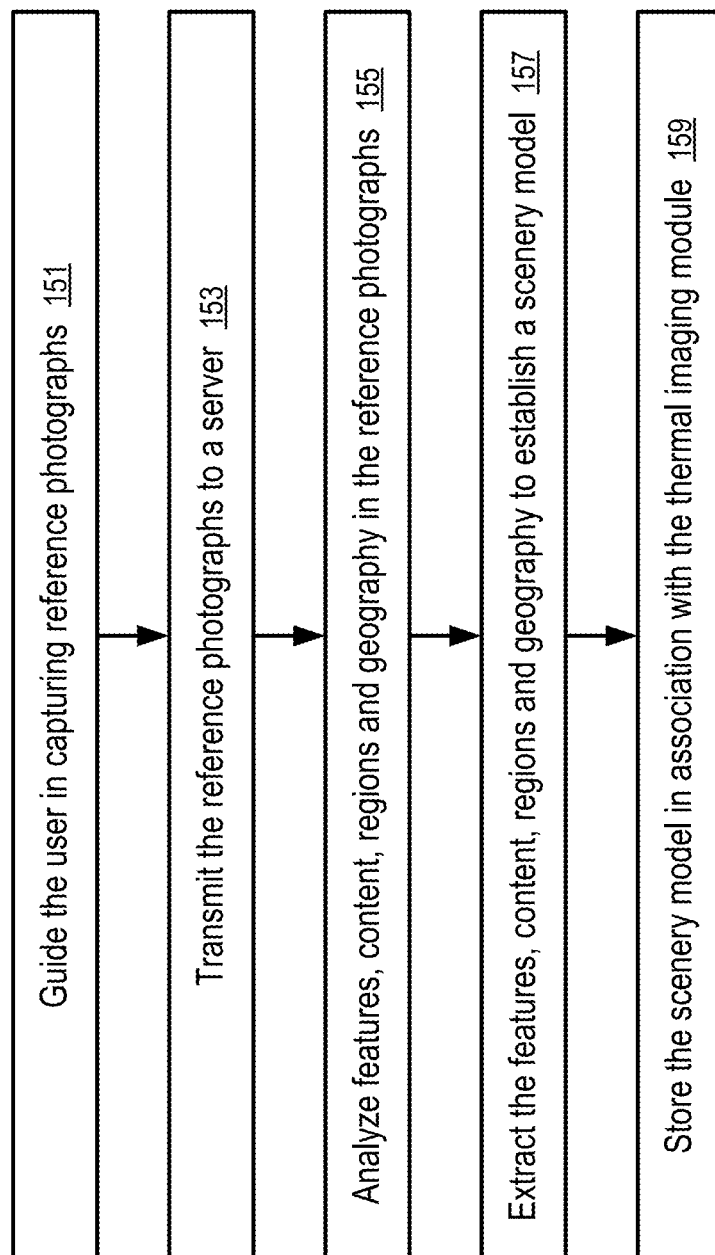 Guide the user in capturing reference photographs 151
Transmit the reference photographs to a server 153
Analyze features, content, regions and geography in the reference photographs 155
Extract the features, content, regions and geography to establish a scenery model 157
Store the scenery model in association with the thermal imaging module 159